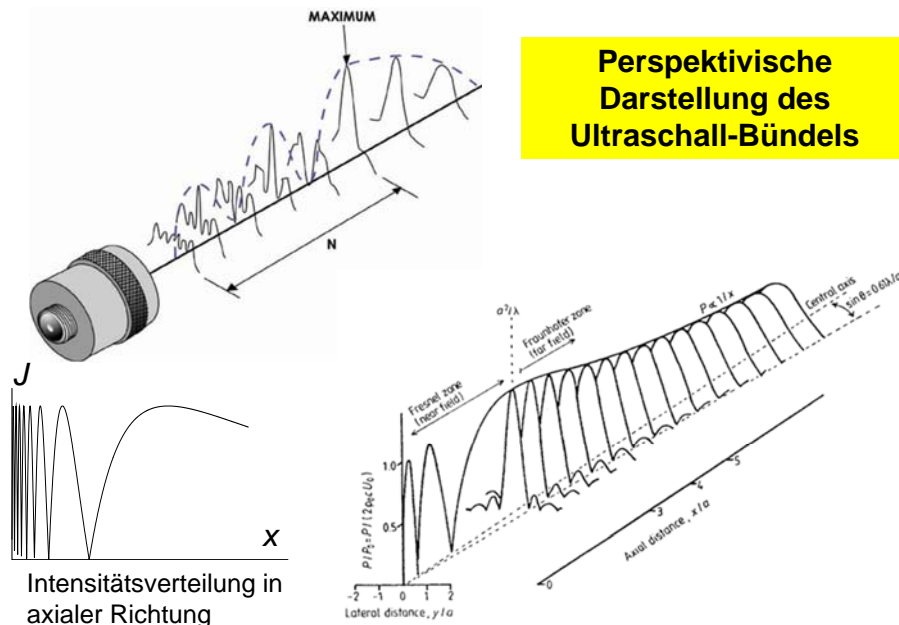 MAXIMUM
Perspektivische
Darstellung des
Ultraschall-Bündels
N
a²/λ
Fraunhofer zone
(far field)
Fresnel zone
(near field)
P ∝ 1/x
Central axis
sin θ = 0.61λ/a
J
x
Intensitätsverteilung in
axialer Richtung
1.0
0.5
P/P₀ = P/(2ρ₀cU₀)
-2 -1 0 1 2
Lateral distance, y/a
0
3
4
5
Axial distance, x/a